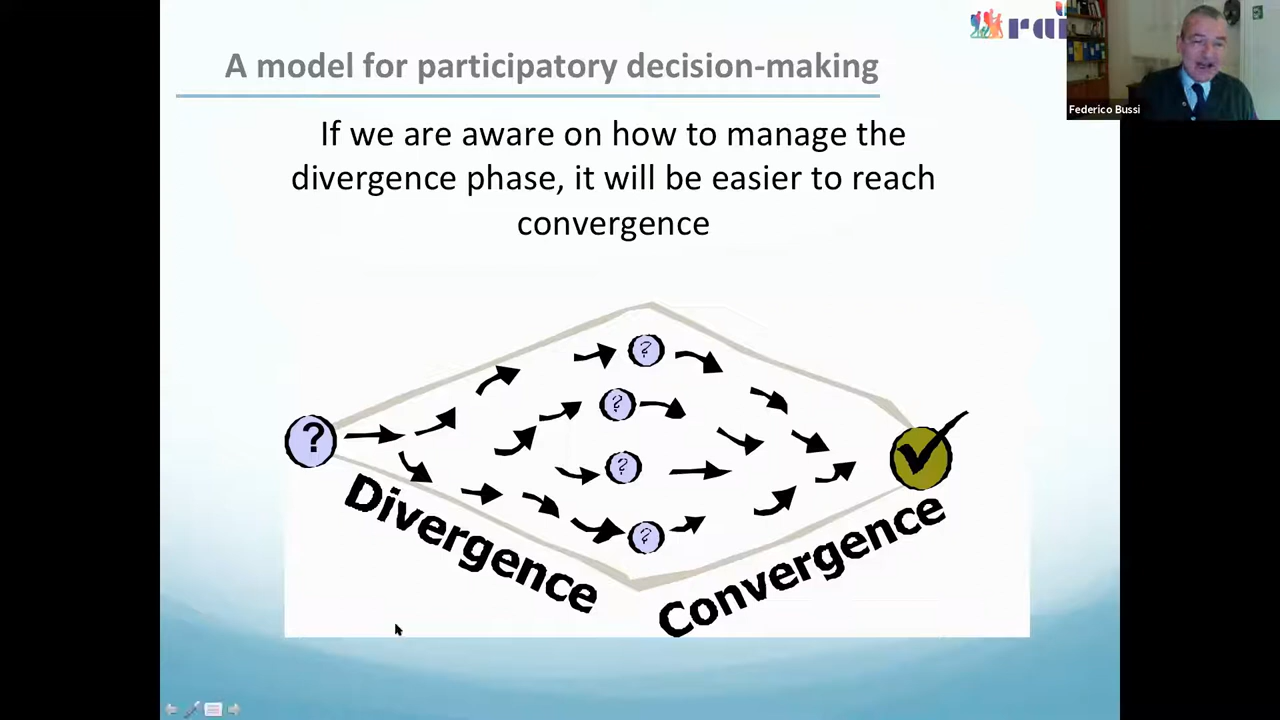 A model for participatory decision-making
rai
Federico Bussi
If we are aware on how to manage the
divergence phase, it will be easier to reach
convergence
?
?
?
?
?
Divergence
Convergence